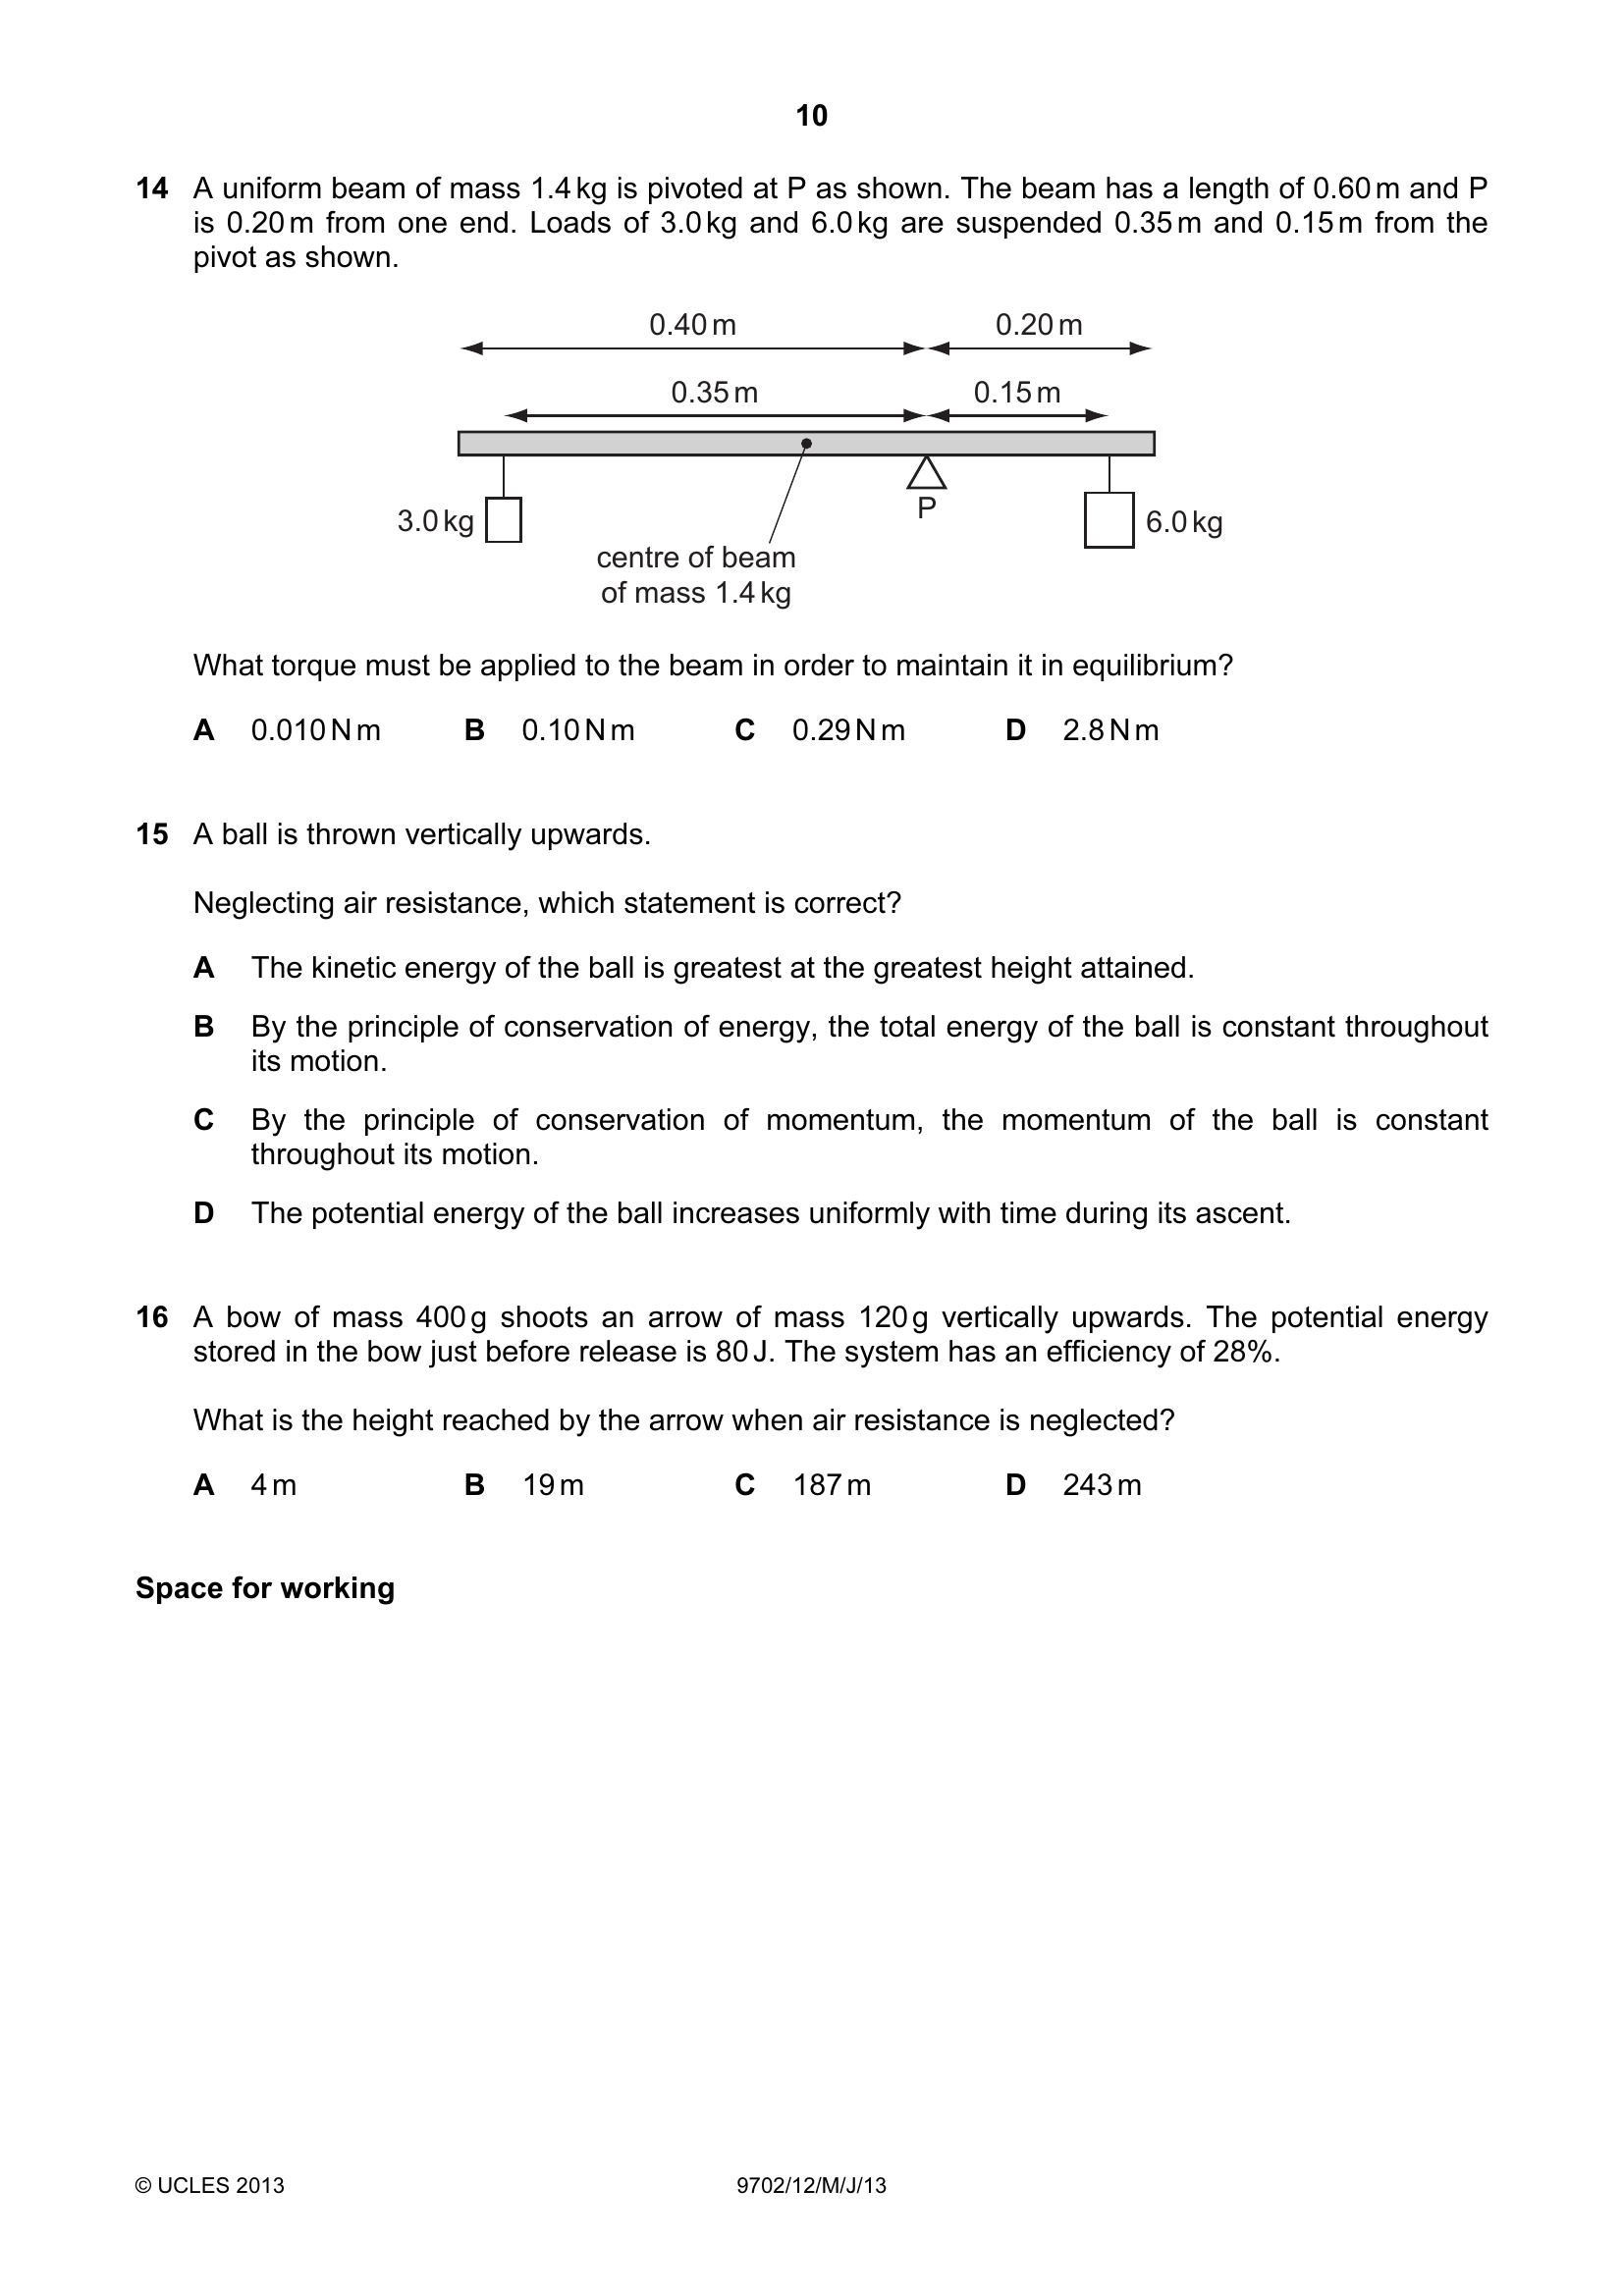 10
14 A uniform beam of mass 1.4 kg is pivoted at P as shown. The beam has a length of 0.60 m and P
is 0.20 m from one end. Loads of 3.0 kg and 6.0 kg are suspended 0.35 m and 0.15 m from the
pivot as shown.
0.40 m 0.20 m
0.35 m 0.15 m
P
3.0 kg 6.0 kg
centre of beam
of mass 1.4 kg
What torque must be applied to the beam in order to maintain it in equilibrium?
A 0.010 N m B 0.10 N m C 0.29 N m D 2.8 N m
15 A ball is thrown vertically upwards.
Neglecting air resistance, which statement is correct?
A The kinetic energy of the ball is greatest at the greatest height attained.
B By the principle of conservation of energy, the total energy of the ball is constant throughout
its motion.
C By the principle of conservation of momentum, the momentum of the ball is constant
throughout its motion.
D The potential energy of the ball increases uniformly with time during its ascent.
16 A bow of mass 400 g shoots an arrow of mass 120 g vertically upwards. The potential energy
stored in the bow just before release is 80 J. The system has an efficiency of 28%.
What is the height reached by the arrow when air resistance is neglected?
A 4 m B 19 m C 187 m D 243 m
Space for working
© UCLES 2013 9702/12/M/J/13